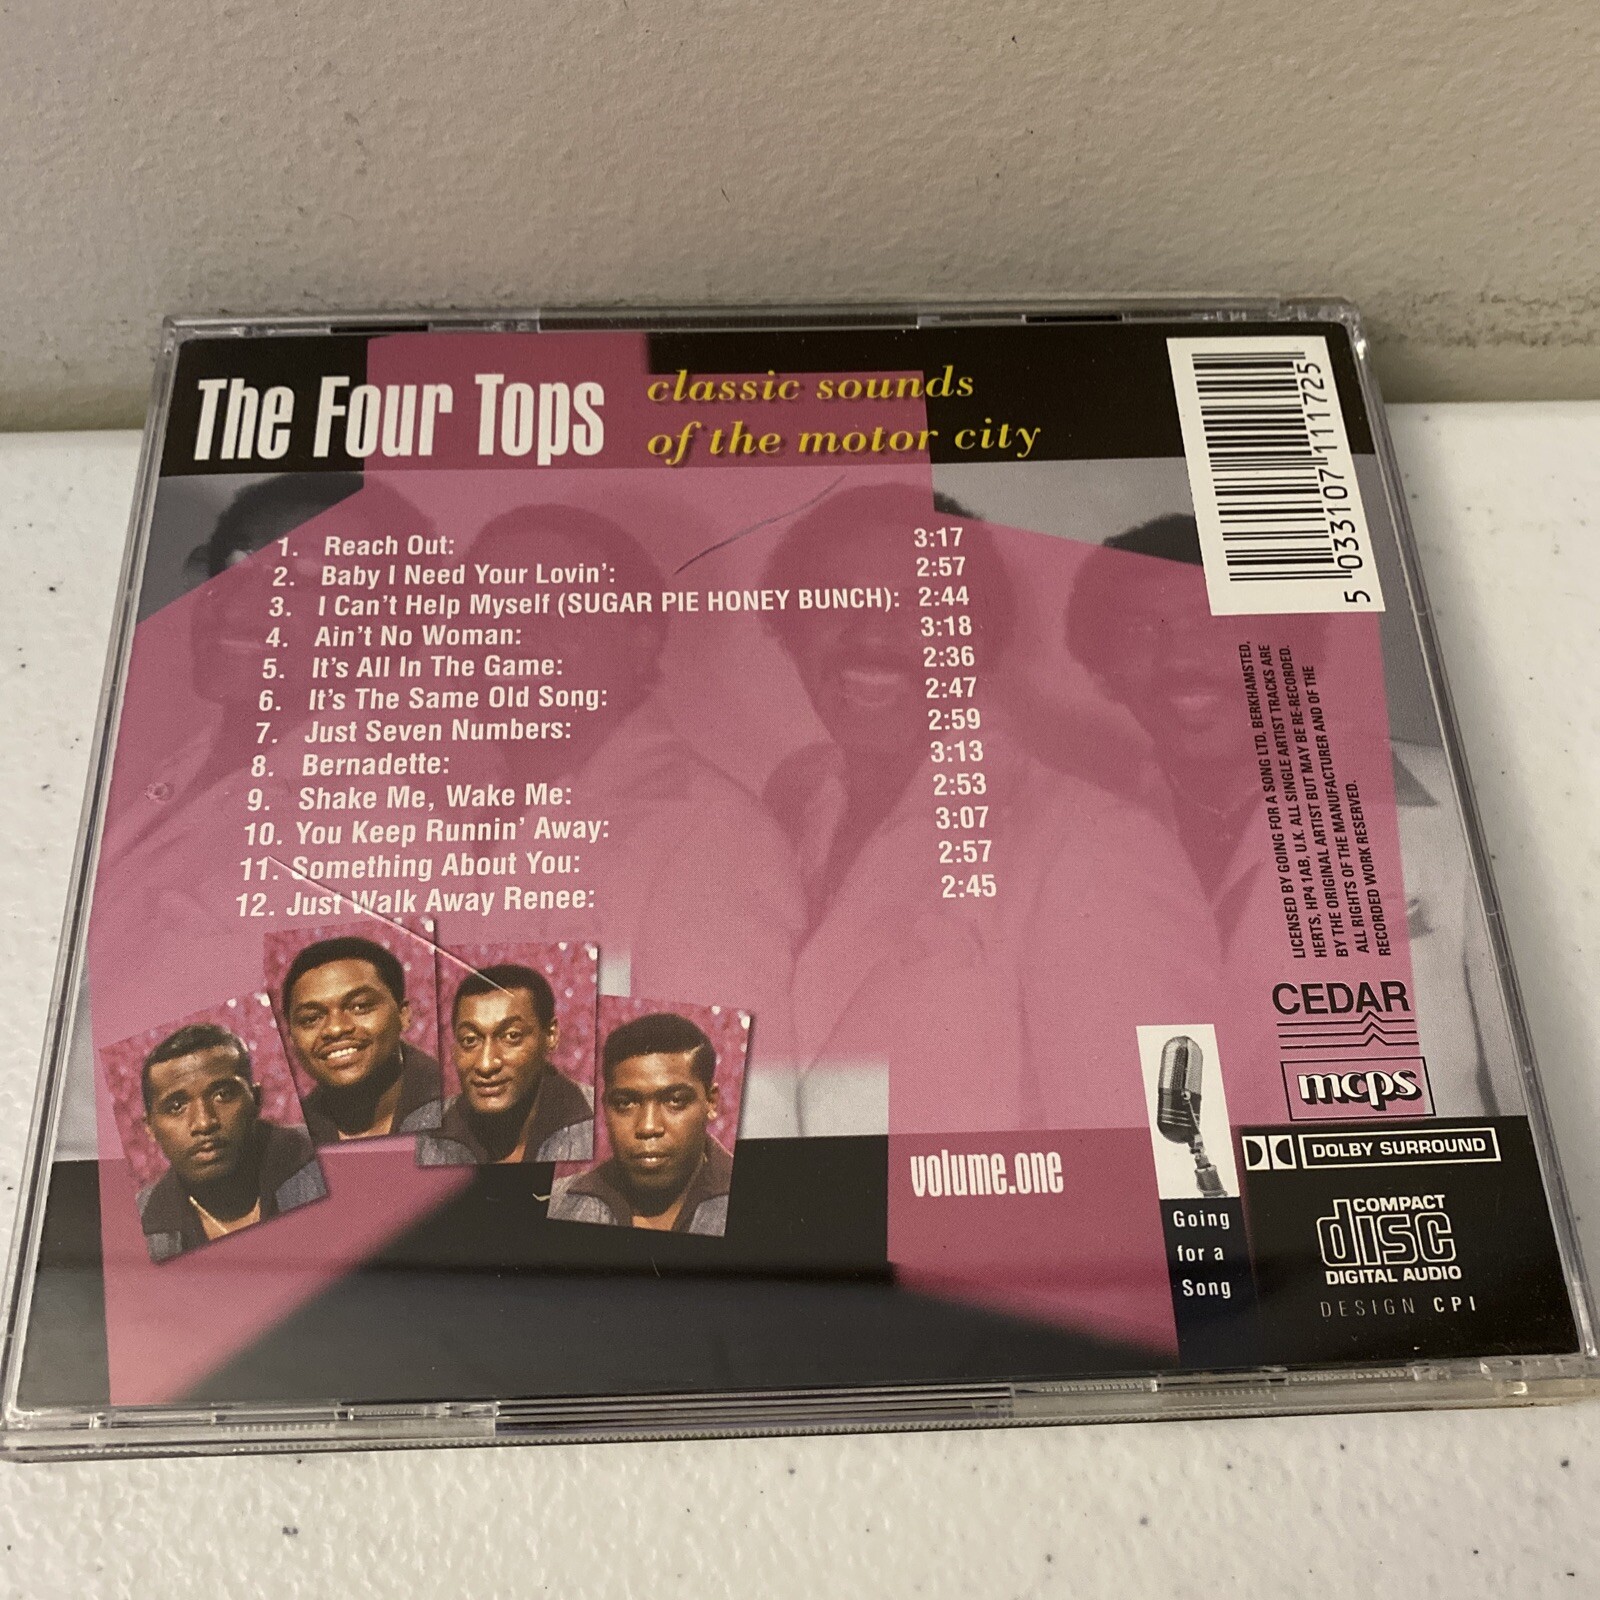 The Four Tops
classic sounds
of the motor city
1. Reach Out: 3:17
2. Baby I Need Your Lovin': 2:57
3. I Can't Help Myself (SUGAR PIE HONEY BUNCH): 2:44
4. Ain't No Woman: 3:18
5. It's All In The Game: 2:36
6. It's The Same Old Song: 2:47
7. Just Seven Numbers: 2:59
8. Bernadette: 3:13
9. Shake Me, Wake Me: 2:53
10. You Keep Runnin' Away: 3:07
11. Something About You: 2:57
12. Just Walk Away Renee: 2:45
volume.one
5 033107 111725
LICENSED BY GOING FOR A SONG LTD, BERKHAMSTED,
HERTS, HP4 1AB, U.K. ALL SINGLE ARTIST TRACKS ARE
BY THE ORIGINAL ARTIST BUT MAY BE RE-RECORDED.
ALL RIGHTS OF THE MANUFACTURER AND OF THE
RECORDED WORK RESERVED.
CEDAR
mcps
DOLBY SURROUND
Going
for a
Song
COMPACT
disc
DIGITAL AUDIO
DESIGN CPI